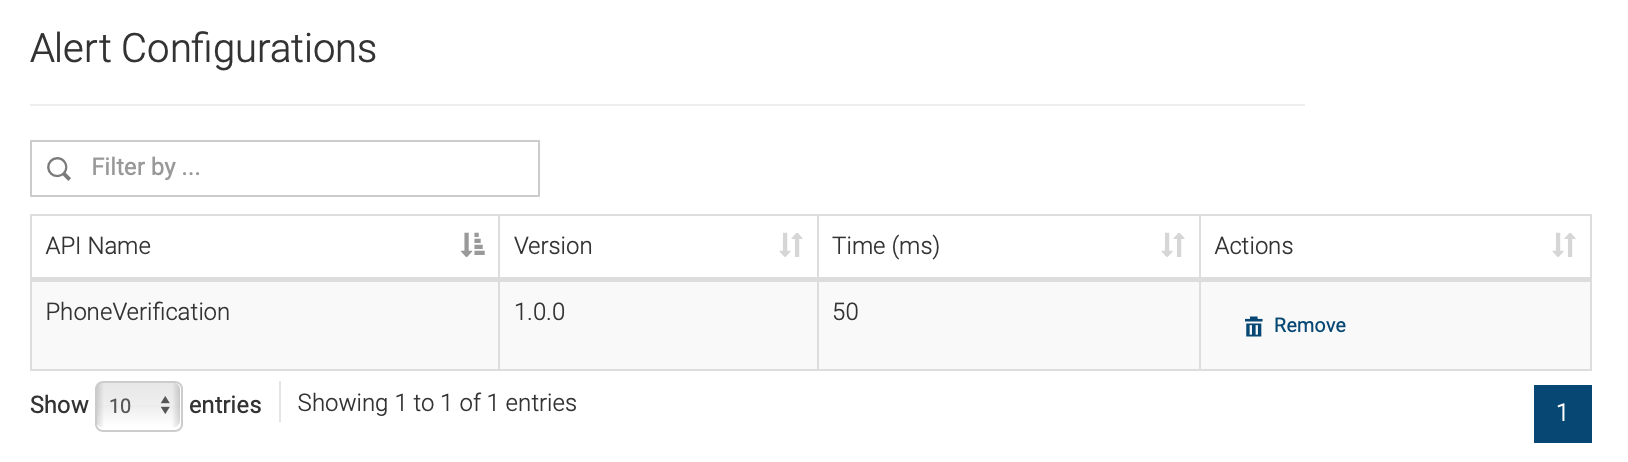 Alert Configurations
Filter by ...
API Name Version Time (ms) Actions
PhoneVerification 1.0.0 50 Remove
Show 10 entries Showing 1 to 1 of 1 entries 1